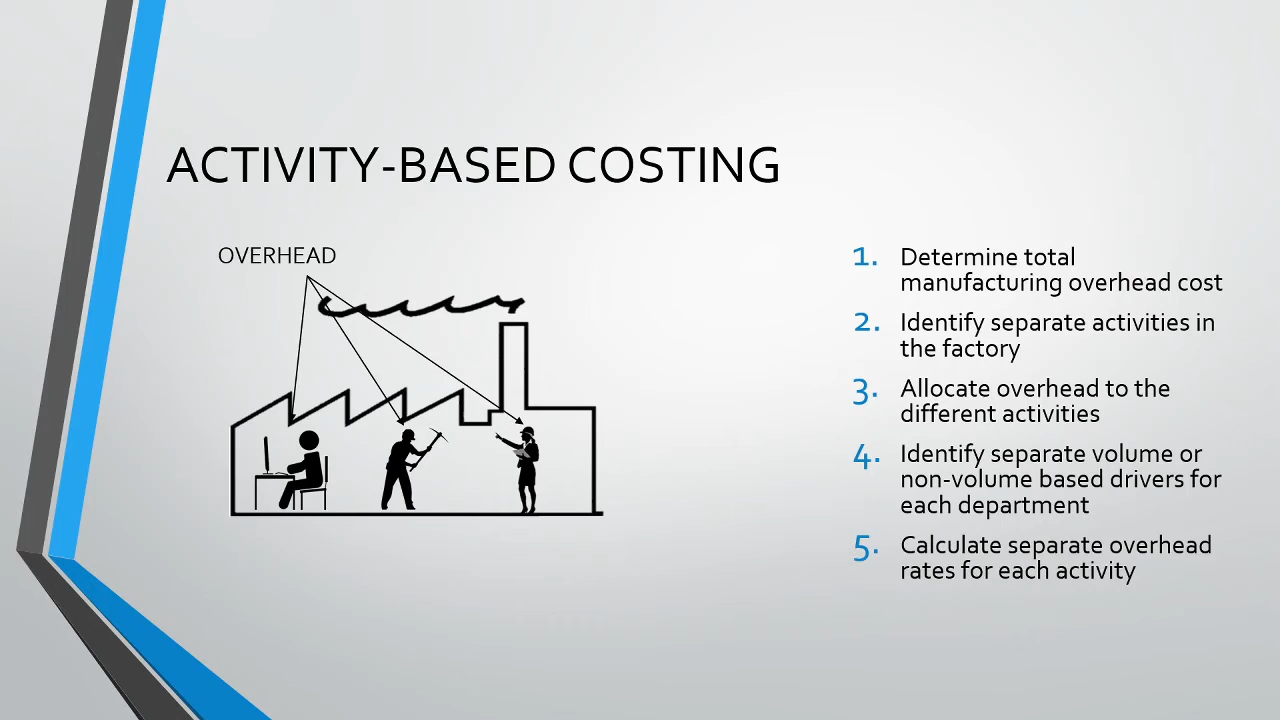 ACTIVITY-BASED COSTING
OVERHEAD
1. Determine total
manufacturing overhead cost
2. Identify separate activities in
the factory
3. Allocate overhead to the
different activities
4. Identify separate volume or
non-volume based drivers for
each department
5. Calculate separate overhead
rates for each activity